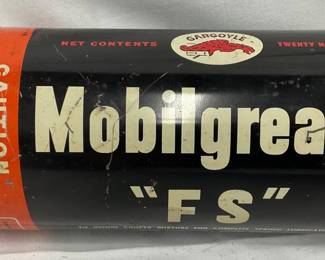 GARGOYLE
NET CONTENTS
TWENTY N
CAUTION
Mobilgrea
"FS"